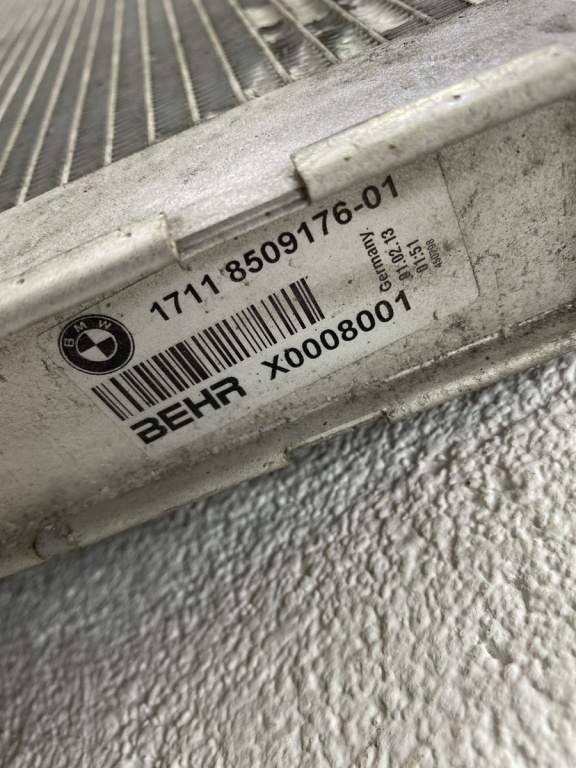 BMW
1711 8509176-01
X0008001
BEHR
Germany.
01.02.13
01:51